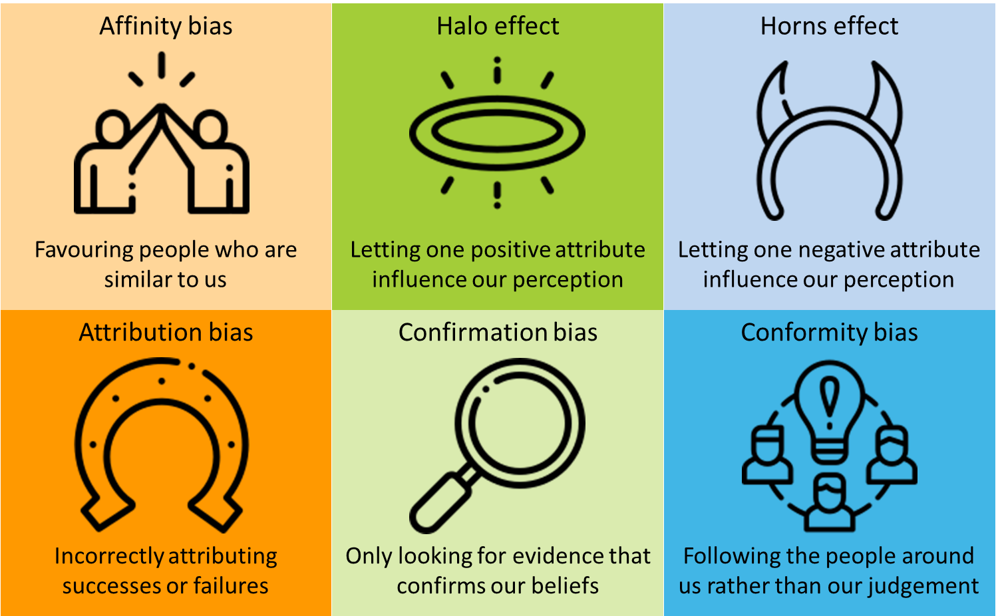 Affinity bias
Favouring people who are
similar to us
Halo effect
Letting one positive attribute
influence our perception
Horns effect
Letting one negative attribute
influence our perception
Attribution bias
Incorrectly attributing
successes or failures
Confirmation bias
Only looking for evidence that
confirms our beliefs
Conformity bias
Following the people around
us rather than our judgement